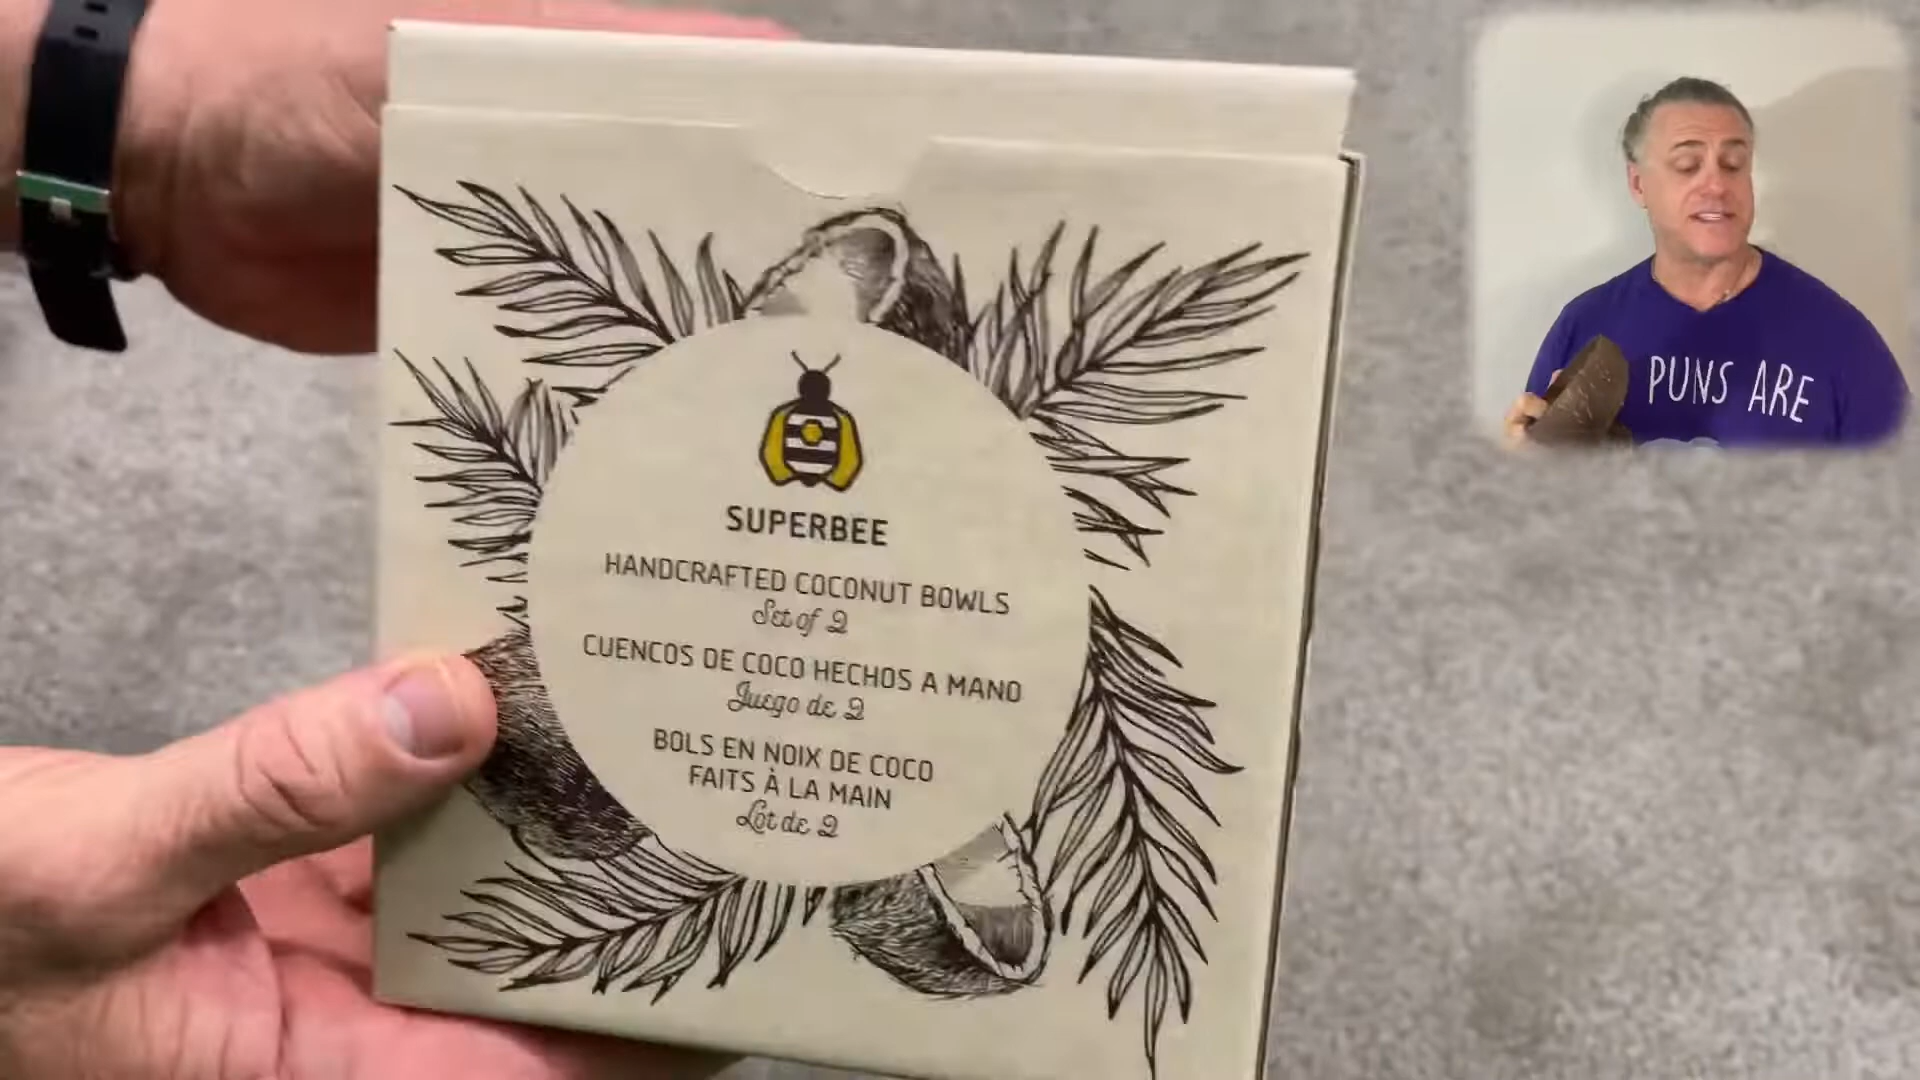 SUPERBEE
HANDCRAFTED COCONUT BOWLS
Set of 2
CUENCOS DE COCO HECHOS A MANO
Juego de 2
BOLS EN NOIX DE COCO
FAITS À LA MAIN
Lot de 2
PUNS ARE